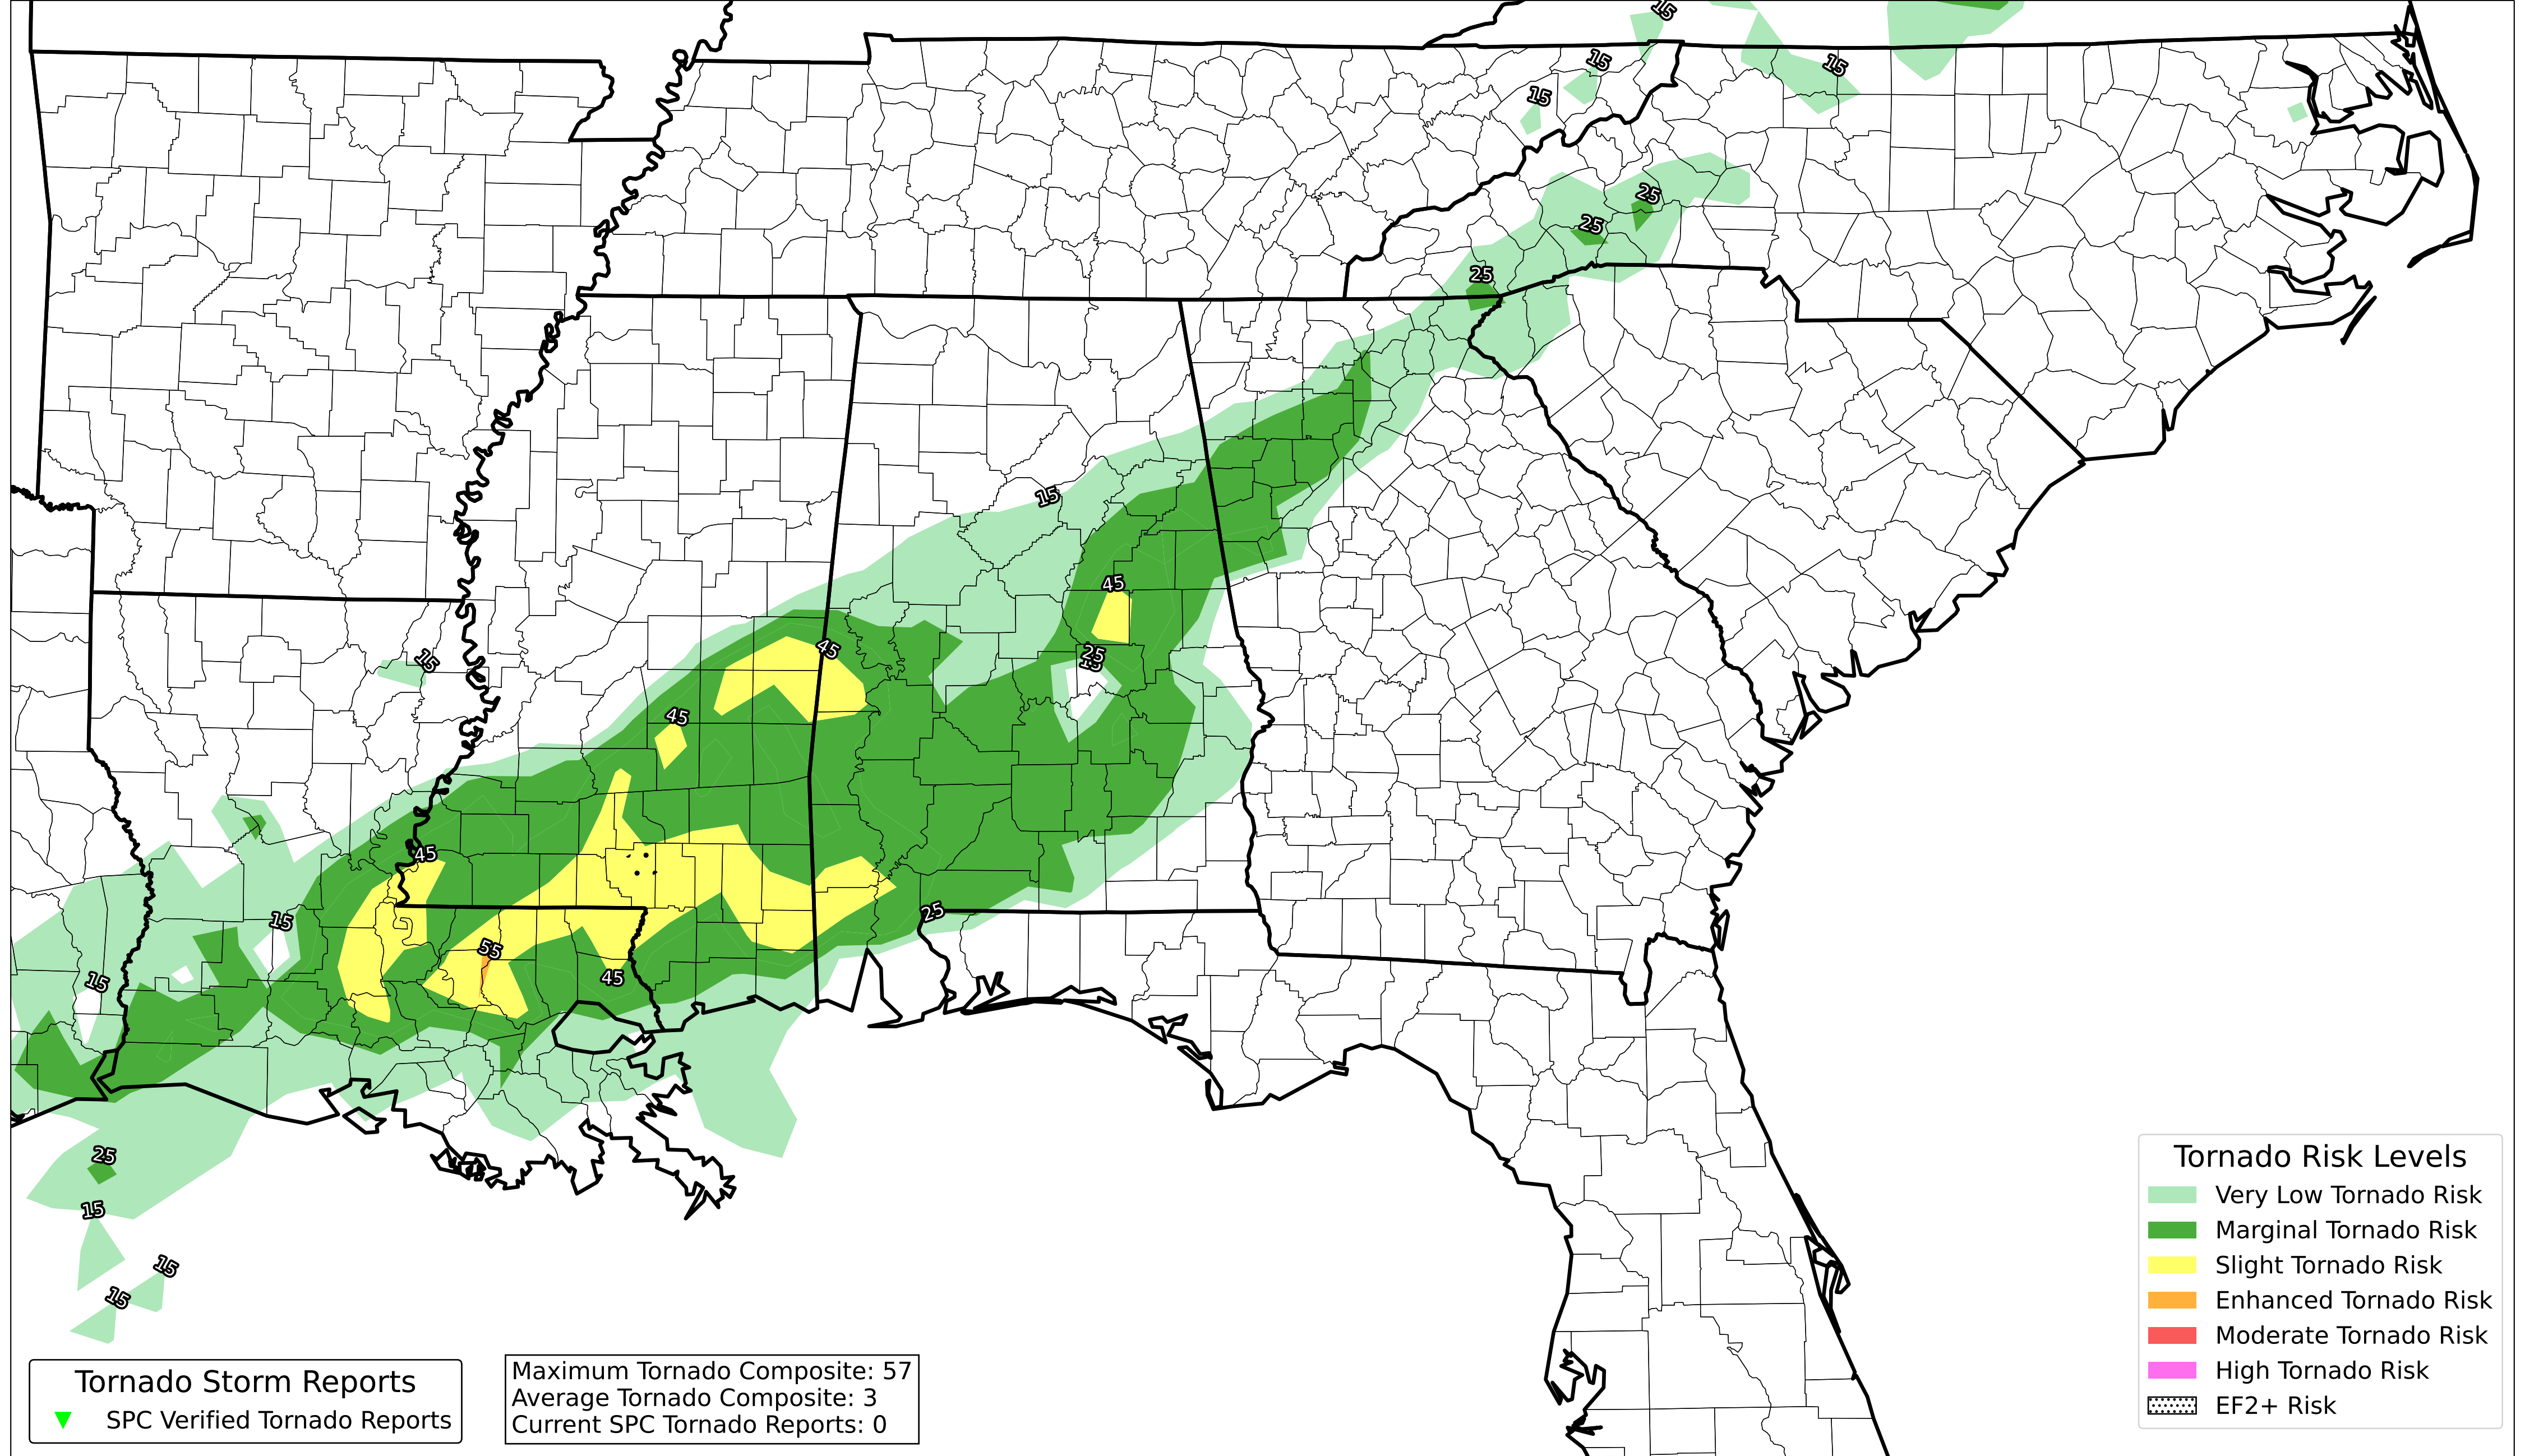 15
15
15
15
25
25
25
15
45
25
15
45
15
45
45
15
25
55
45
15
25
15
15
15
Tornado Risk Levels
Very Low Tornado Risk
Marginal Tornado Risk
Slight Tornado Risk
Enhanced Tornado Risk
Moderate Tornado Risk
High Tornado Risk
EF2+ Risk
Tornado Storm Reports
SPC Verified Tornado Reports
Maximum Tornado Composite: 57
Average Tornado Composite: 3
Current SPC Tornado Reports: 0